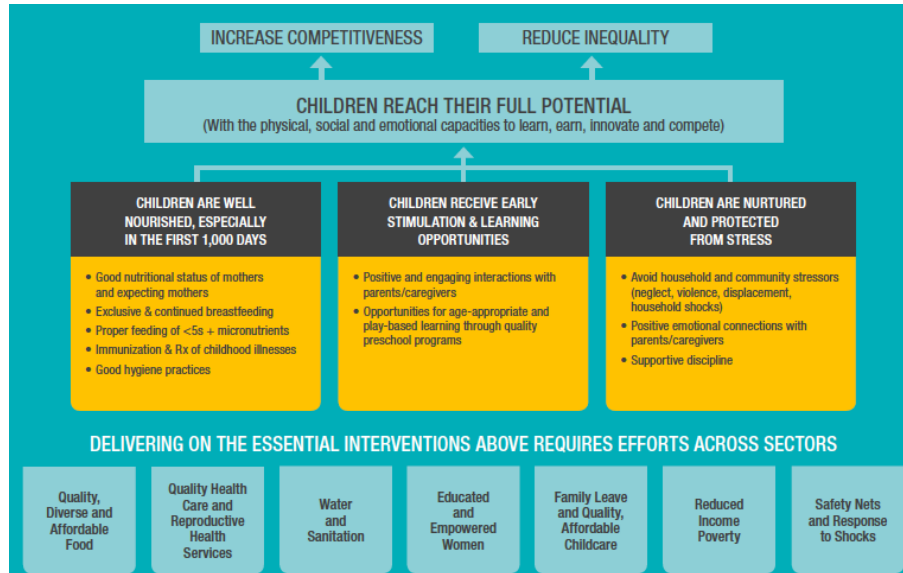 INCREASE COMPETITIVENESS
REDUCE INEQUALITY
CHILDREN REACH THEIR FULL POTENTIAL
(With the physical, social and emotional capacities to learn, earn, innovate and compete)
CHILDREN ARE WELL
NOURISHED, ESPECIALLY
IN THE FIRST 1,000 DAYS
• Good nutritional status of mothers
and expecting mothers
• Exclusive & continued breastfeeding
• Proper feeding of <5s + micronutrients
• Immunization & Rx of childhood illnesses
• Good hygiene practices
CHILDREN RECEIVE EARLY
STIMULATION & LEARNING
OPPORTUNITIES
• Positive and engaging interactions with
parents/caregivers
• Opportunities for age-appropriate and
play-based learning through quality
preschool programs
CHILDREN ARE NURTURED
AND PROTECTED
FROM STRESS
• Avoid household and community stressors
(neglect, violence, displacement,
household shocks)
• Positive emotional connections with
parents/caregivers
• Supportive discipline
DELIVERING ON THE ESSENTIAL INTERVENTIONS ABOVE REQUIRES EFFORTS ACROSS SECTORS
Quality,
Diverse and
Affordable
Food
Quality Health
Care and
Reproductive
Health
Services
Water
and
Sanitation
Educated
and
Empowered
Women
Family Leave
and Quality,
Affordable
Childcare
Reduced
Income
Poverty
Safety Nets
and Response
to Shocks